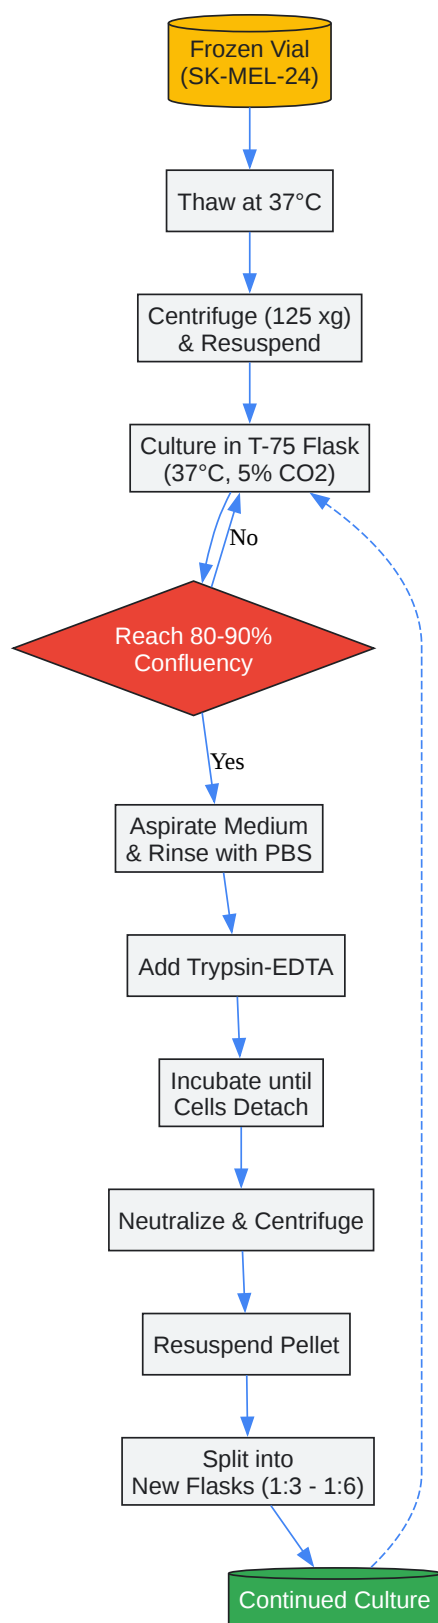 Frozen Vial
(SK-MEL-24)
Thaw at 37°C
Centrifuge (125 xg)
& Resuspend
Culture in T-75 Flask
(37°C, 5% CO2)
No
Reach 80-90%
Confluency
Yes
Aspirate Medium
& Rinse with PBS
Add Trypsin-EDTA
Incubate until
Cells Detach
Neutralize & Centrifuge
Resuspend Pellet
Split into
New Flasks (1:3 - 1:6)
Continued Culture